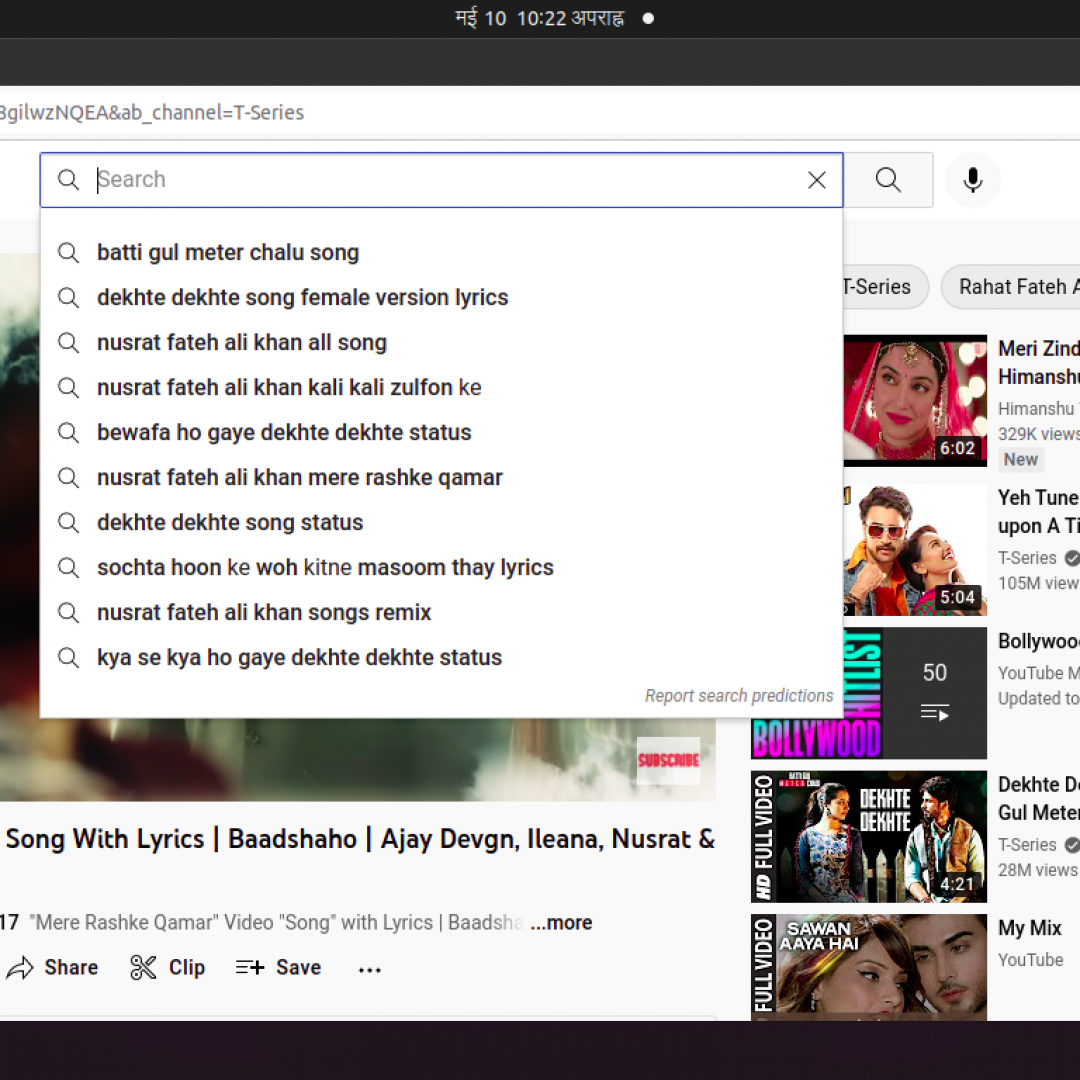 मई 10 10:22 अपराह्न
3gilwzNQEA&ab_channel=T-Series
Search
batti gul meter chalu song
dekhte dekhte song female version lyrics
nusrat fateh ali khan all song
nusrat fateh ali khan kali kali zulfon ke
bewafa ho gaye dekhte dekhte status
nusrat fateh ali khan mere rashke qamar
dekhte dekhte song status
sochta hoon ke woh kitne masoom thay lyrics
nusrat fateh ali khan songs remix
kya se kya ho gaye dekhte dekhte status
Report search predictions
SUBSCRIBE
Song With Lyrics | Baadshaho | Ajay Devgn, Ileana, Nusrat &
17 "Mere Rashke Qamar" Video "Song" with Lyrics | Baadsha ...more
Share Clip Save
T-Series Rahat Fateh A
6:02
Meri Zind
Himanshu
Himanshu
329K views
New
5:04
Yeh Tune
upon A Ti
T-Series
105M view
HITLIST
BOLLYWOOD
50
Bollywoo
YouTube M
Updated to
HD FULL VIDEO
BATTI GUL
METER CHALU
DEKHTE
DEKHTE
4:21
Dekhte De
Gul Meter
T-Series
28M views
FULL VIDEO
SAWAN
AAYA HAI
My Mix
YouTube